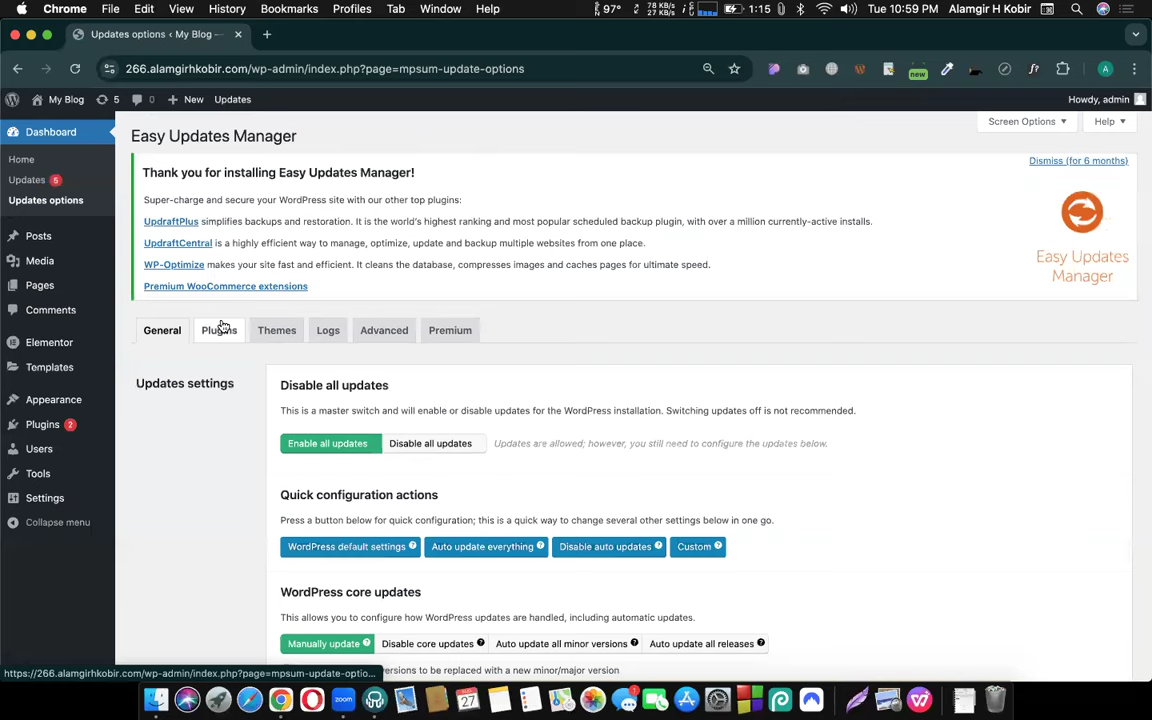 Chrome File Edit View History Bookmarks Profiles Tab Window Help 97° 78 KB/s 27 KB/s 1:15 Tue 10:59 PM Alamgir H Kobir
Updates options ‹ My Blog —
266.alamgirhkobir.com/wp-admin/index.php?page=mpsum-update-options new A
My Blog 5 0 New Updates Howdy, admin
Dashboard
Home
Updates 5
Updates options
Posts
Media
Pages
Comments
Elementor
Templates
Appearance
Plugins 2
Users
Tools
Settings
Collapse menu
Screen Options Help
Easy Updates Manager
Dismiss (for 6 months)
Thank you for installing Easy Updates Manager!
Super-charge and secure your WordPress site with our other top plugins:
UpdraftPlus simplifies backups and restoration. It is the world's highest ranking and most popular scheduled backup plugin, with over a million currently-active installs.
UpdraftCentral is a highly efficient way to manage, optimize, update and backup multiple websites from one place.
WP-Optimize makes your site fast and efficient. It cleans the database, compresses images and caches pages for ultimate speed.
Premium WooCommerce extensions
Easy Updates
Manager
General Plugins Themes Logs Advanced Premium
Updates settings
Disable all updates
This is a master switch and will enable or disable updates for the WordPress installation. Switching updates off is not recommended.
Enable all updates Disable all updates Updates are allowed; however, you still need to configure the updates below.
Quick configuration actions
Press a button below for quick configuration; this is a quick way to change several other settings below in one go.
WordPress default settings Auto update everything Disable auto updates Custom
WordPress core updates
This allows you to configure how WordPress updates are handled, including automatic updates.
Manually update Disable core updates Auto update all minor versions Auto update all releases
versions to be replaced with a new minor/major version
https://266.alamgirhkobir.com/wp-admin/index.php?page=mpsum-update-optio...
zoom 27 1